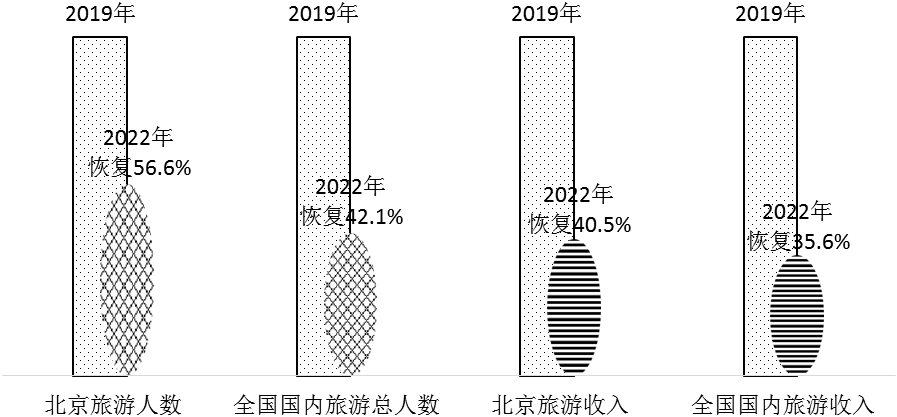 2019年
2019年
2019年
2019年
2022年
恢复56.6%
2022年
恢复42.1%
2022年
恢复40.5%
2022年
恢复35.6%
北京旅游人数
全国国内旅游总人数
北京旅游收入
全国国内旅游收入